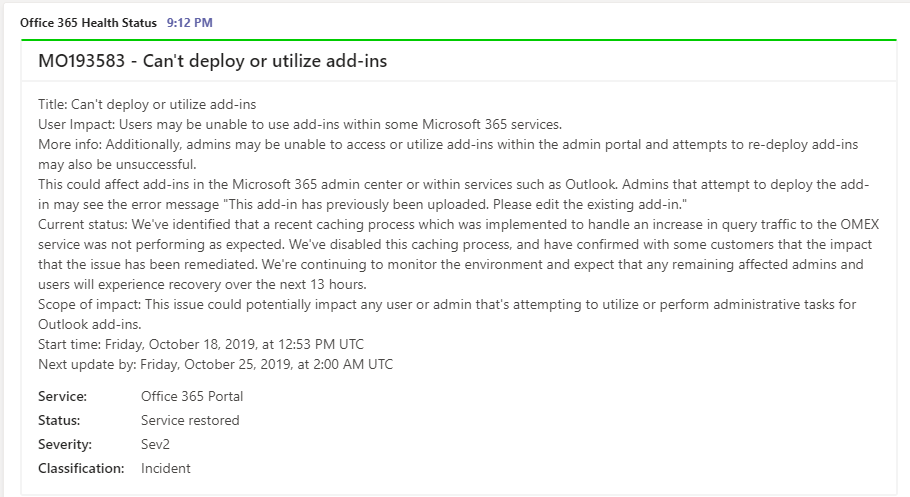 Office 365 Health Status 9:12 PM
MO193583 - Can't deploy or utilize add-ins
Title: Can't deploy or utilize add-ins
User Impact: Users may be unable to use add-ins within some Microsoft 365 services.
More info: Additionally, admins may be unable to access or utilize add-ins within the admin portal and attempts to re-deploy add-ins
may also be unsuccessful.
This could affect add-ins in the Microsoft 365 admin center or within services such as Outlook. Admins that attempt to deploy the add-
in may see the error message "This add-in has previously been uploaded. Please edit the existing add-in."
Current status: We've identified that a recent caching process which was implemented to handle an increase in query traffic to the OMEX
service was not performing as expected. We've disabled this caching process, and have confirmed with some customers that the impact
that the issue has been remediated. We're continuing to monitor the environment and expect that any remaining affected admins and
users will experience recovery over the next 13 hours.
Scope of impact: This issue could potentially impact any user or admin that's attempting to utilize or perform administrative tasks for
Outlook add-ins.
Start time: Friday, October 18, 2019, at 12:53 PM UTC
Next update by: Friday, October 25, 2019, at 2:00 AM UTC
Service: Office 365 Portal
Status: Service restored
Severity: Sev2
Classification: Incident